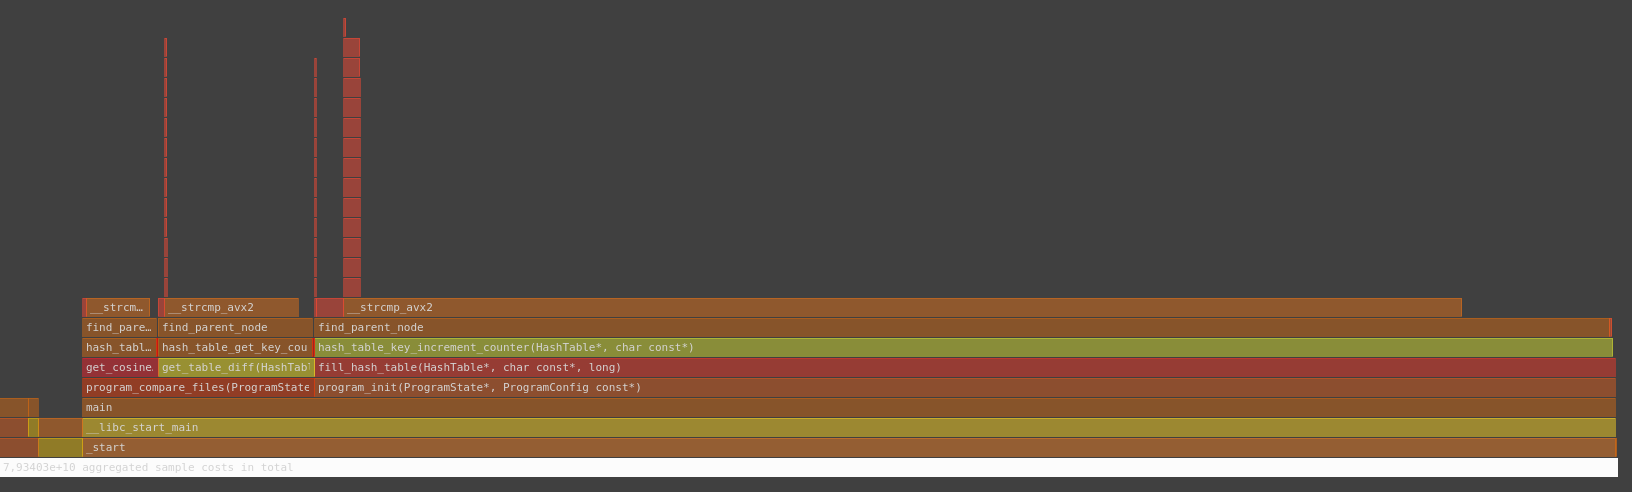 __strcm… __strcmp_avx2 __strcmp_avx2
find_pare… find_parent_node find_parent_node
hash_tabl… hash_table_get_key_cou hash_table_key_increment_counter(HashTable*, char const*)
get_cosine. get_table_diff(HashTabl fill_hash_table(HashTable*, char const*, long)
program_compare_files(ProgramState program_init(ProgramState*, ProgramConfig const*)
main
__libc_start_main
_start
7,93403e+10 aggregated sample costs in total